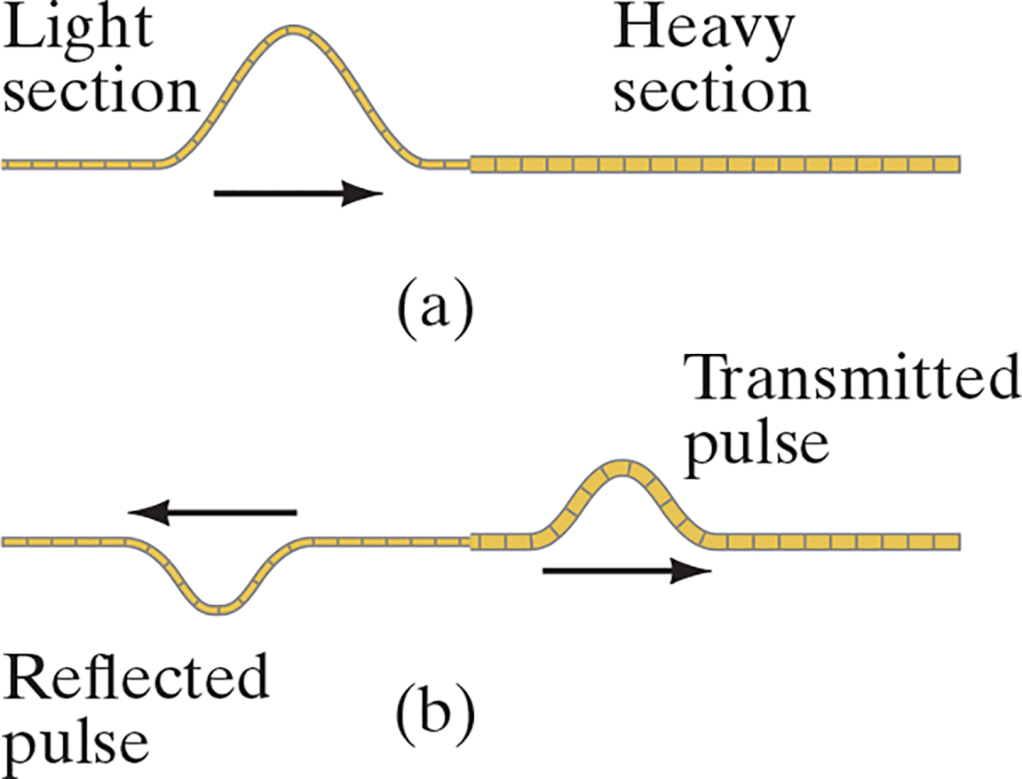 Light
section
Heavy
section
(a)
Transmitted
pulse
Reflected
pulse
(b)